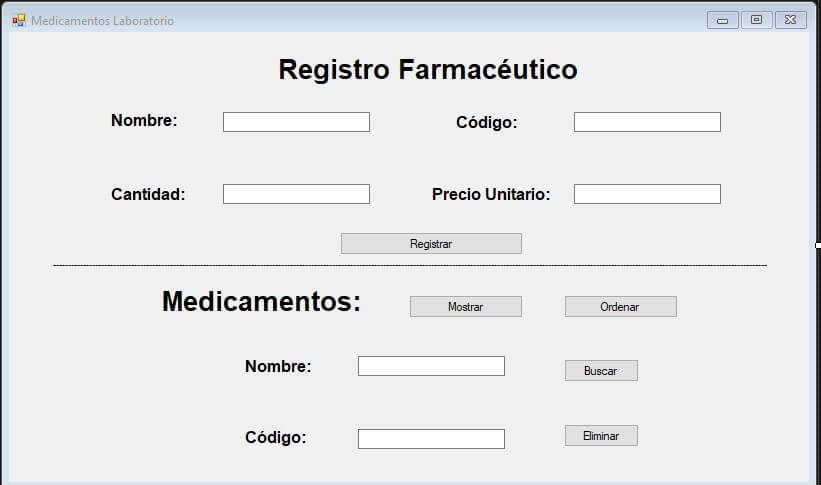 Medicamentos Laboratorio
Registro Farmacéutico
Nombre: Código:
Cantidad: Precio Unitario:
Registrar
Medicamentos: Mostrar Ordenar
Nombre: Buscar
Código: Eliminar